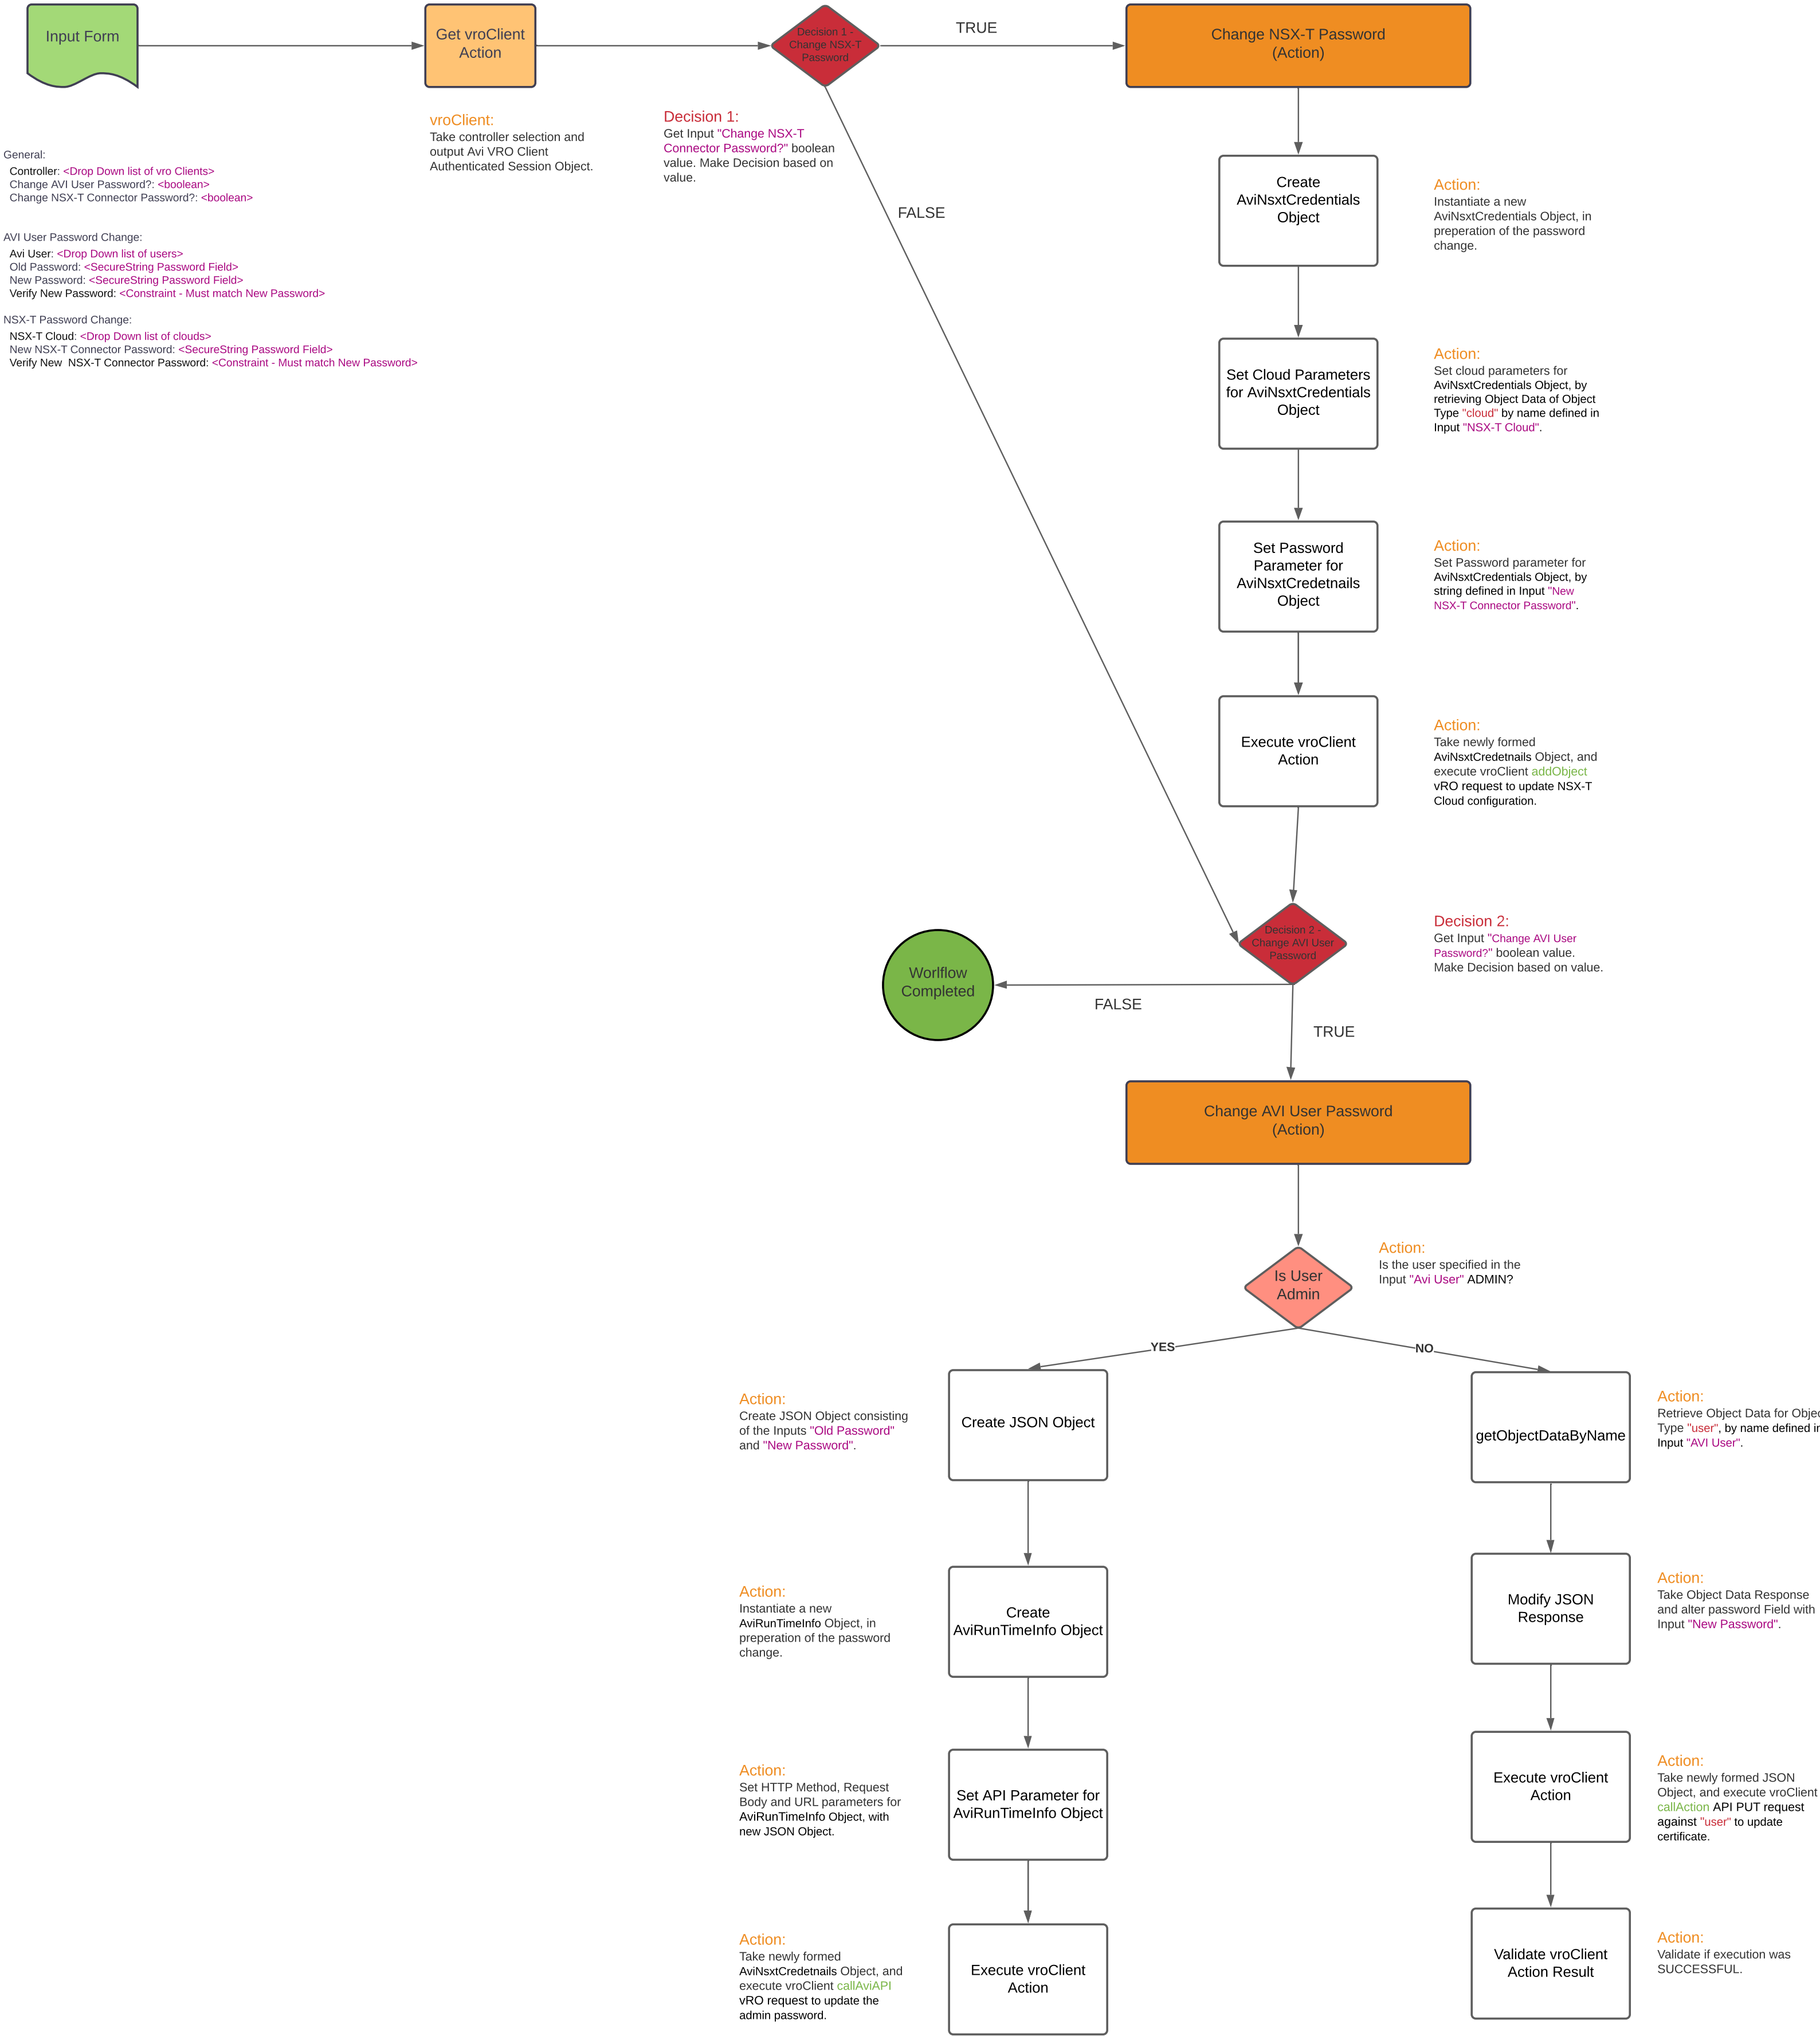 Input Form
Get vroClient
Action
Decision 1 -
Change NSX-T
Password
TRUE
Change NSX-T Password
(Action)
vroClient:
Take controller selection and
output Avi VRO Client
Authenticated Session Object.
Decision 1:
Get Input "Change NSX-T
Connector Password?" boolean
value. Make Decision based on
value.
General:
Controller: <Drop Down list of vro Clients>
Change AVI User Password?: <boolean>
Change NSX-T Connector Password?: <boolean>
AVI User Password Change:
Avi User: <Drop Down list of users>
Old Password: <SecureString Password Field>
New Password: <SecureString Password Field>
Verify New Password: <Constraint - Must match New Password>
NSX-T Password Change:
NSX-T Cloud: <Drop Down list of clouds>
New NSX-T Connector Password: <SecureString Password Field>
Verify New  NSX-T Connector Password: <Constraint - Must match New Password>
FALSE
Create
AviNsxtCredentials
Object
Action:
Instantiate a new
AviNsxtCredentials Object, in
preperation of the password
change.
Set Cloud Parameters
for AviNsxtCredentials
Object
Action:
Set cloud parameters for
AviNsxtCredentials Object, by
retrieving Object Data of Object
Type "cloud" by name defined in
Input "NSX-T Cloud".
Set Password
Parameter for
AviNsxtCredetnails
Object
Action:
Set Password parameter for
AviNsxtCredentials Object, by
string defined in Input "New
NSX-T Connector Password".
Execute vroClient
Action
Action:
Take newly formed
AviNsxtCredetnails Object, and
execute vroClient addObject
vRO request to update NSX-T
Cloud configuration.
Decision 2 -
Change AVI User
Password
Decision 2:
Get Input "Change AVI User
Password?" boolean value.
Make Decision based on value.
Worlflow
Completed
FALSE
TRUE
Change AVI User Password
(Action)
Is User
Admin
Action:
Is the user specified in the
Input "Avi User" ADMIN?
YES
NO
Action:
Create JSON Object consisting
of the Inputs "Old Password"
and "New Password".
Create JSON Object
getObjectDataByName
Action:
Retrieve Object Data for Objec
Type "user", by name defined in
Input "AVI User".
Action:
Instantiate a new
AviRunTimeInfo Object, in
preperation of the password
change.
Create
AviRunTimeInfo Object
Modify JSON
Response
Action:
Take Object Data Response
and alter password Field with
Input "New Password".
Action:
Set HTTP Method, Request
Body and URL parameters for
AviRunTimeInfo Object, with
new JSON Object.
Set API Parameter for
AviRunTimeInfo Object
Execute vroClient
Action
Action:
Take newly formed JSON
Object, and execute vroClient
callAction API PUT request
against "user" to update
certificate.
Action:
Take newly formed
AviNsxtCredetnails Object, and
execute vroClient callAviAPI
vRO request to update the
admin password.
Execute vroClient
Action
Validate vroClient
Action Result
Action:
Validate if execution was
SUCCESSFUL.